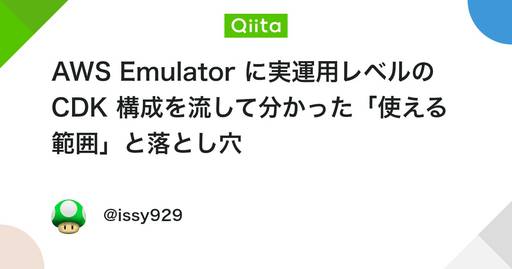 Qiita
AWS Emulator に実運用レベルの
CDK 構成を流して分かった「使える
範囲」と落とし穴
@issy929